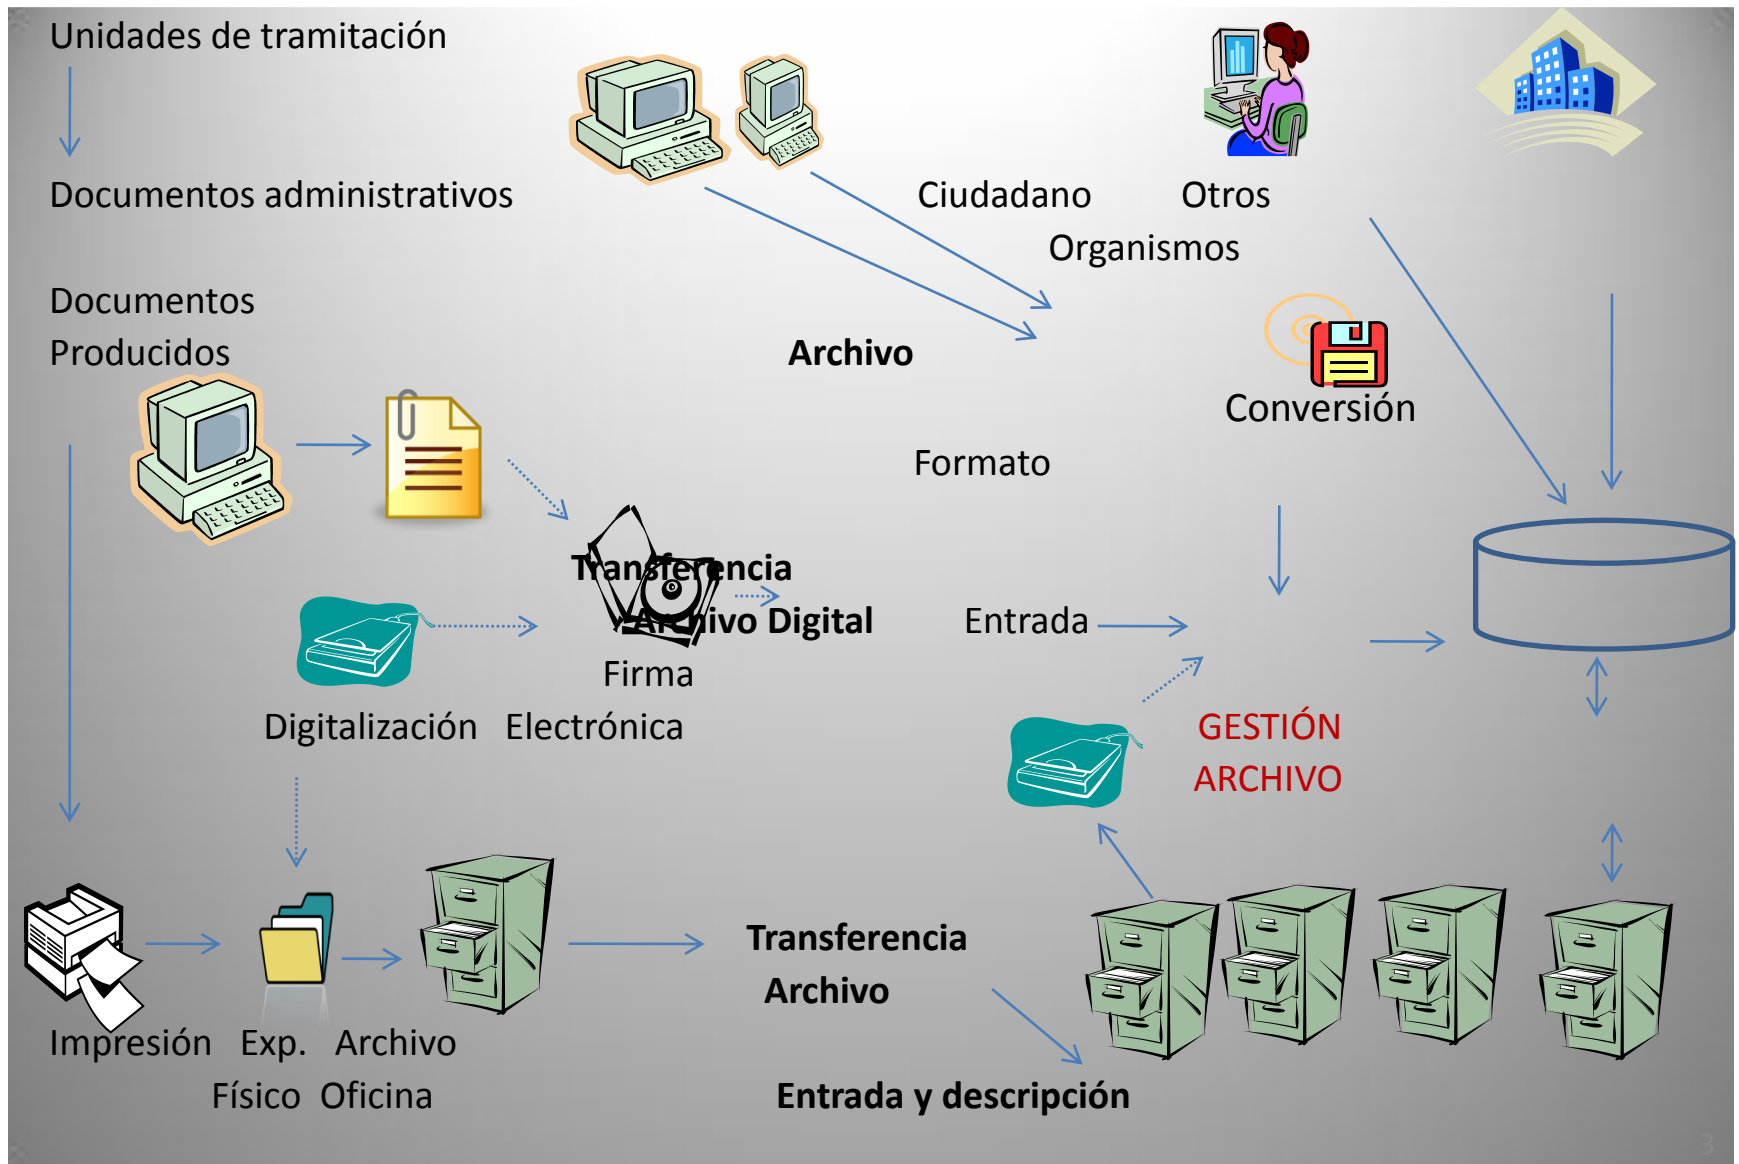 Unidades de tramitación
Documentos administrativos
Ciudadano Otros
Organismos
Documentos
Producidos
Archivo
Conversión
Formato
Transferencia
Archivo Digital Entrada
Firma
Digitalización Electrónica
GESTIÓN
ARCHIVO
Transferencia
Archivo
Impresión Exp. Archivo
Físico Oficina
Entrada y descripción
3